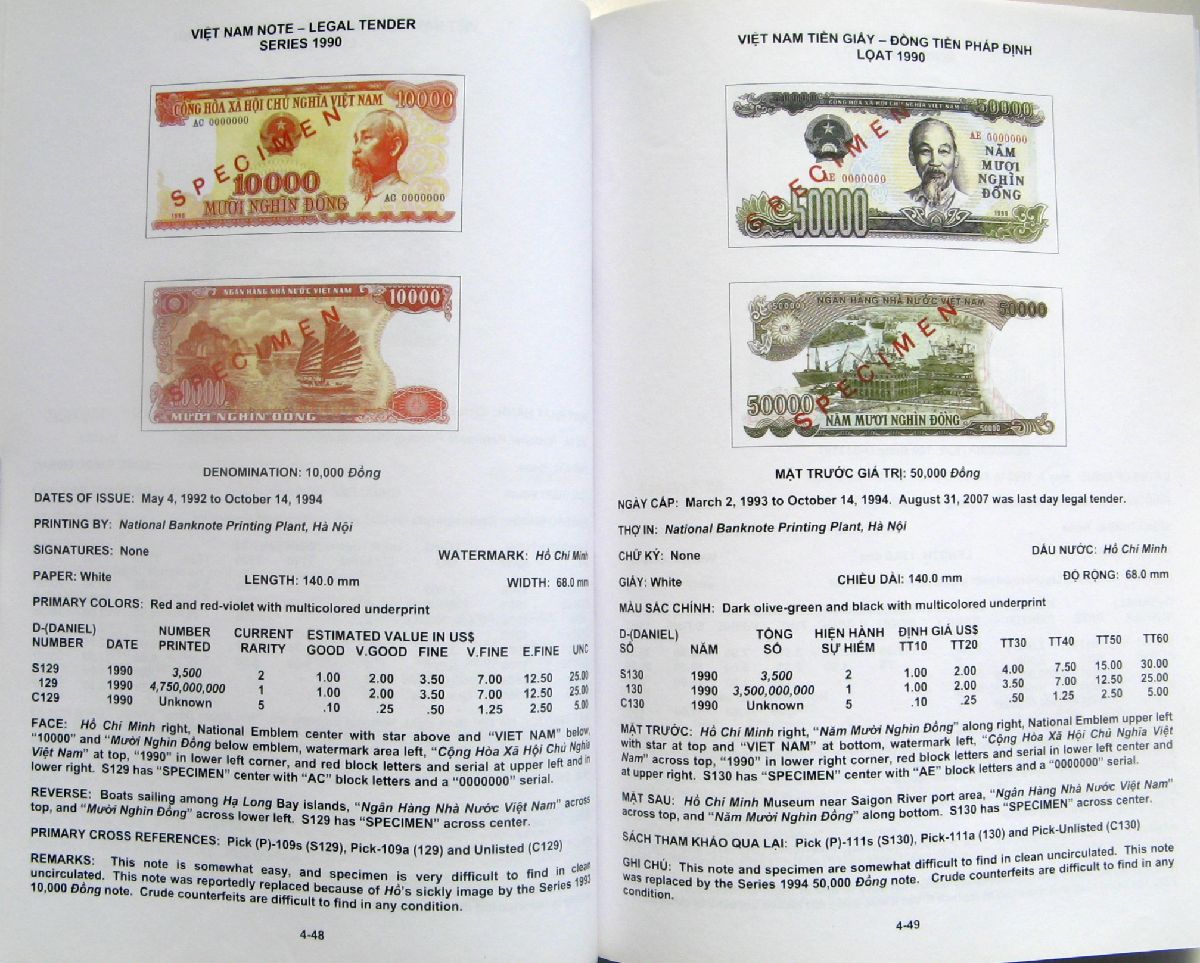 VIỆT NAM NOTE – LEGAL TENDER
SERIES 1990
CỘNG HÒA XÃ HỘI CHỦ NGHĨA VIỆT NAM 10000
AC 0000000
SPECIMEN
10000
AC 0000000
MƯỜI NGHÌN ĐỒNG
1990
NGÂN HÀNG NHÀ NƯỚC VIỆT NAM 10000
SPECIMEN
10000
MƯỜI NGHÌN ĐỒNG 10000
DENOMINATION: 10,000 Đồng
DATES OF ISSUE: May 4, 1992 to October 14, 1994
PRINTING BY: National Banknote Printing Plant, Hà Nội
SIGNATURES: None WATERMARK: Hồ Chí Minh
PAPER: White LENGTH: 140.0 mm WIDTH: 68.0 mm
PRIMARY COLORS: Red and red-violet with multicolored underprint
D-(DANIEL) NUMBER CURRENT ESTIMATED VALUE IN US$
NUMBER DATE PRINTED RARITY GOOD V.GOOD FINE V.FINE E.FINE UNC
S129 1990 3,500 2 1.00 2.00 3.50 7.00 12.50 25.00
129 1990 4,750,000,000 1 1.00 2.00 3.50 7.00 12.50 25.00
C129 1990 Unknown 5 .10 .25 .50 1.25 2.50 5.00
FACE: Hồ Chí Minh right, National Emblem center with star above and “VIET NAM” below,
“10000” and “Mười Nghìn Đồng below emblem, watermark area left, “Cộng Hòa Xã Hội Chủ Nghĩa
Việt Nam” at top, “1990” in lower left corner, and red block letters and serial at upper left and in
lower right. S129 has “SPECIMEN” center with “AC” block letters and a “0000000” serial.
REVERSE: Boats sailing among Hạ Long Bay islands, “Ngân Hàng Nhà Nước Việt Nam” across
top, and “Mười Nghìn Đồng” across lower left. S129 has “SPECIMEN” across center.
PRIMARY CROSS REFERENCES: Pick (P)-109s (S129), Pick-109a (129) and Unlisted (C129)
REMARKS: This note is somewhat easy, and specimen is very difficult to find in clean
uncirculated. This note was reportedly replaced because of Hồ’s sickly image by the Series 1993
10,000 Đồng note. Crude counterfeits are difficult to find in any condition.
4-48
VIỆT NAM TIỀN GIẤY – ĐỒNG TIỀN PHÁP ĐỊNH
LỌAT 1990
50000 CỘNG HÒA XÃ HỘI CHỦ NGHĨA VIỆT NAM 50000
AE 0000000
SPECIMEN
NĂM
MƯỜI
NGHÌN
ĐỒNG
AE 0000000
50000
1990
NGÂN HÀNG NHÀ NƯỚC VIỆT NAM
50000 50000
SPECIMEN
50000 NĂM MƯƠI NGHÌN ĐỒNG 50000
MẠT TRƯỚC GIÁ TRỊ: 50,000 Đồng
NGÀY CẤP: March 2, 1993 to October 14, 1994. August 31, 2007 was last day legal tender.
THỢ IN: National Banknote Printing Plant, Hà Nội
CHỮ KÝ: None DẤU NƯỚC: Hồ Chí Minh
GIẤY: White CHIỀU DÀI: 140.0 mm ĐỘ RỘNG: 68.0 mm
MÀU SẮC CHÍNH: Dark olive-green and black with multicolored underprint
D-(DANIEL) TỔNG HIỆN HÀNH ĐỊNH GIÁ US$
SỐ NĂM SỐ SỰ HIẾM TT10 TT20 TT30 TT40 TT50 TT60
S130 1990 3,500 2 1.00 2.00 4.00 7.50 15.00 30.00
130 1990 3,500,000,000 1 1.00 2.00 3.50 7.00 12.50 25.00
C130 1990 Unknown 5 .10 .25 .50 1.25 2.50 5.00
MẶT TRƯỚC: Hồ Chí Minh right, “Năm Mười Nghìn Đồng” along right, National Emblem upper left
with star at top and “VIET NAM” at bottom, watermark left, “Cộng Hòa Xã Hội Chủ Nghĩa Việt
Nam” across top, “1990” in lower right corner, red block letters and serial in lower left center and
at upper right. S130 has “SPECIMEN” center with “AE” block letters and a “0000000” serial.
MẶT SAU: Hồ Chí Minh Museum near Saigon River port area, “Ngân Hàng Nhà Nước Việt Nam”
across top, and “Năm Mười Nghìn Đồng” along bottom. S130 has “SPECIMEN” across center.
SÁCH THAM KHẢO QUA LẠI: Pick (P)-111s (S130), Pick-111a (130) and Pick-Unlisted (C130)
GHI CHÚ: This note and specimen are somewhat difficult to find in clean uncirculated. This note
was replaced by the Series 1994 50,000 Đồng note. Crude counterfeits are difficult to find in any
condition.
4-49